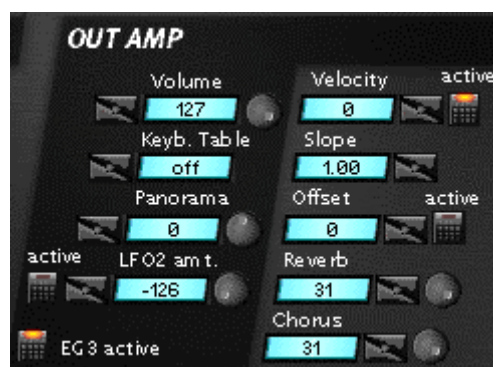 OUT AMP
Volume
127
Keyb. Table
off
Panorama
0
active
LFO2 amt.
-126
EG3 active
Velocity
active
0
Slope
1.00
Offset
active
0
Reverb
31
Chorus
31